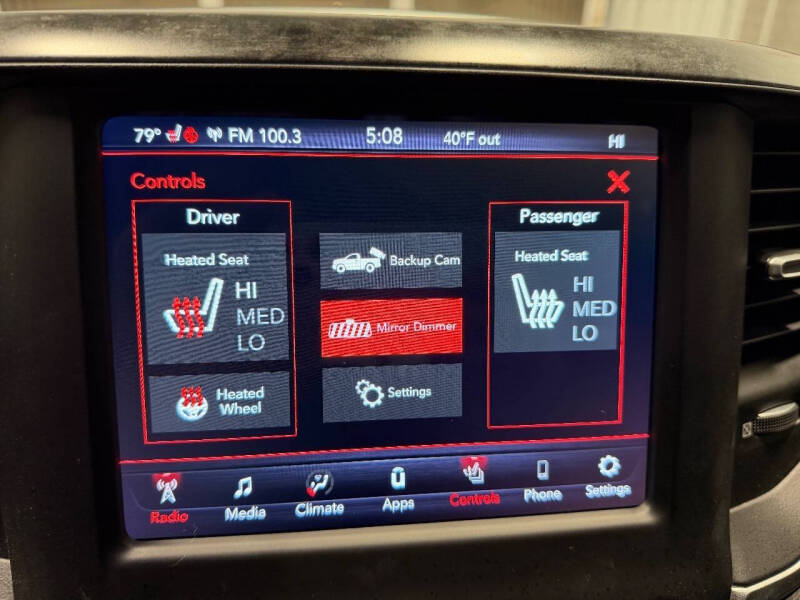 79° FM 100.3 5:08 40°F out HI
Controls X
Driver
Heated Seat
HI
MED
LO
Heated
Wheel
Backup Cam
Mirror Dimmer
Settings
Passenger
Heated Seat
HI
MED
LO
Radio Media Climate Apps Controls Phone Settings